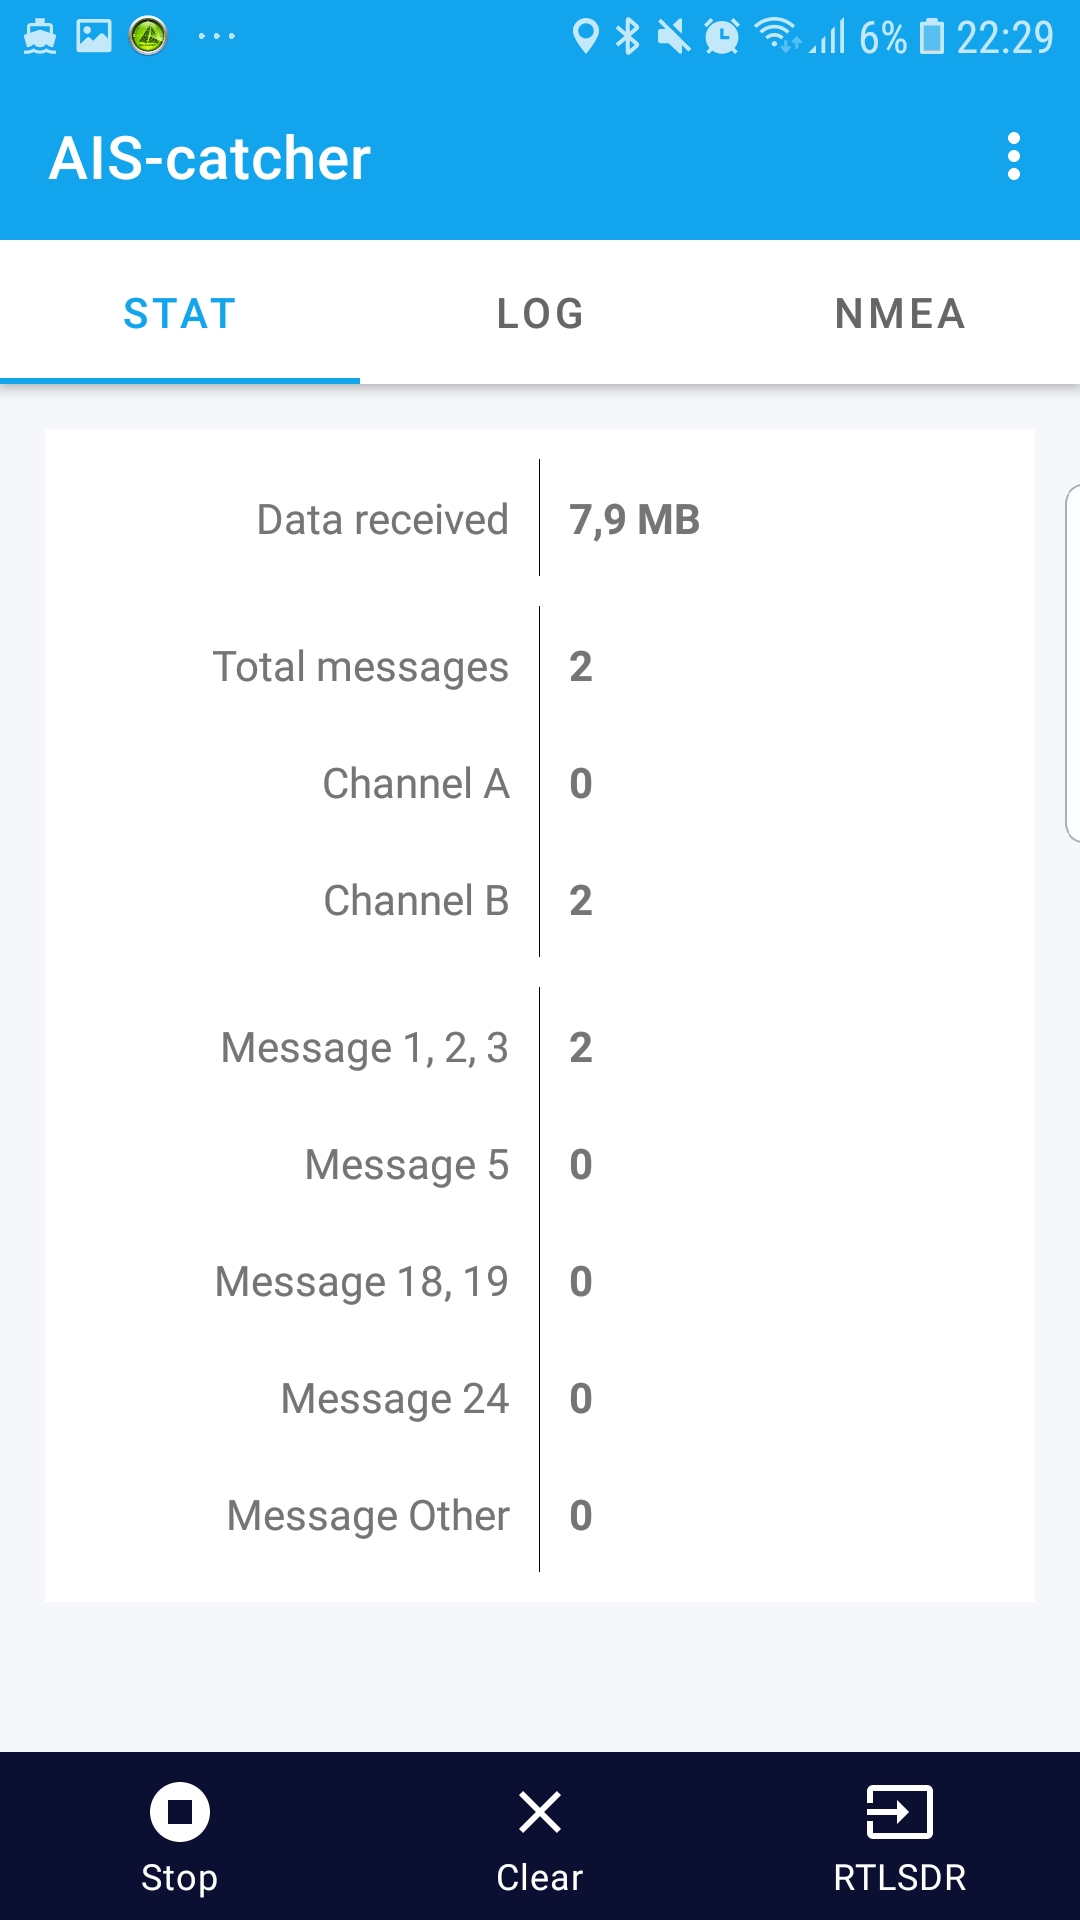 6% 22:29
AIS-catcher
STAT LOG NMEA
Data received 7,9 MB
Total messages 2
Channel A 0
Channel B 2
Message 1, 2, 3 2
Message 5 0
Message 18, 19 0
Message 24 0
Message Other 0
Stop Clear RTLSDR